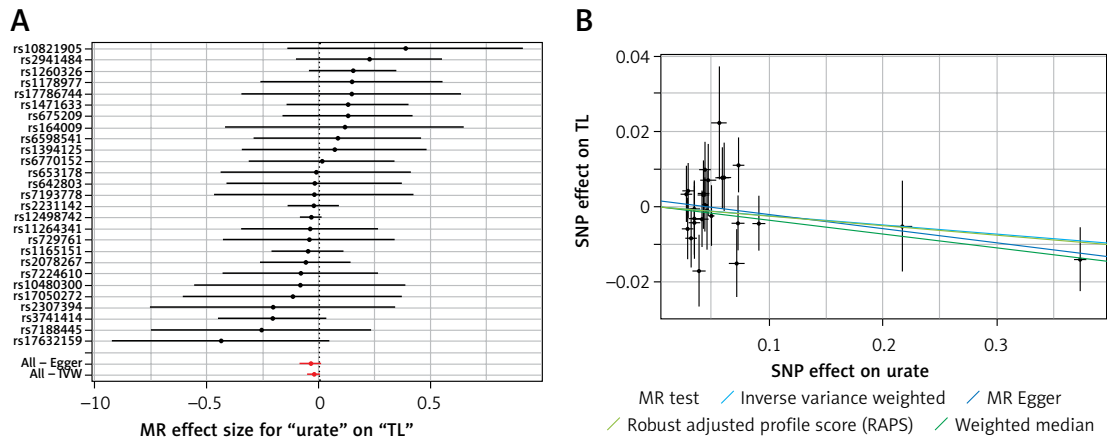 A
rs10821905
rs2941484
rs1260326
rs1178977
rs17786744
rs1471633
rs675209
rs164009
rs6598541
rs1394125
rs6770152
rs653178
rs642803
rs7193778
rs2231142
rs12498742
rs11264341
rs729761
rs1165151
rs2078267
rs7224610
rs10480300
rs17050272
rs2307394
rs3741414
rs7188445
rs17632159
All – Egger
All – IVW
−10 −0.5 0 0.5
MR effect size for “urate” on “TL”
B
SNP effect on TL
0.04
0.02
0
−0.02
0.1 0.2 0.3
SNP effect on urate
MR test Inverse variance weighted MR Egger
Robust adjusted profile score (RAPS) Weighted median